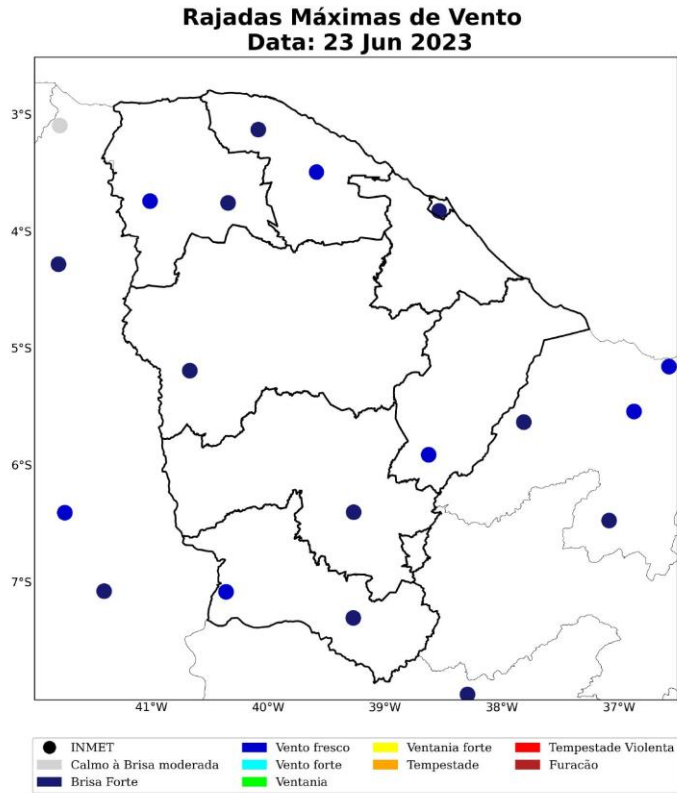 Rajadas Máximas de Vento
Data: 23 Jun 2023
3°S
4°S
5°S
6°S
7°S
41°W
40°W
39°W
38°W
37°W
INMET
Calmo à Brisa moderada
Brisa Forte
Vento fresco
Vento forte
Ventania
Ventania forte
Tempestade
Tempestade Violenta
Furacão